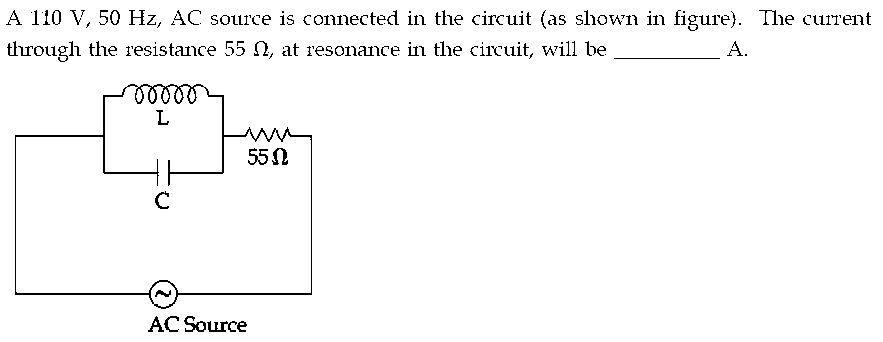 A 110 V, 50 Hz, AC source is connected in the circuit (as shown in figure). The current
through the resistance 55 Ω, at resonance in the circuit, will be __________ A.
L
55 Ω
C
AC Source